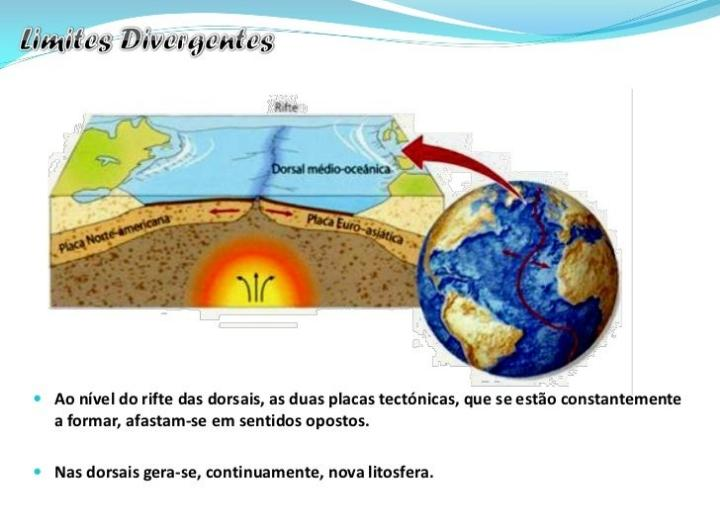 Limites Divergentes
Rifte
Dorsal médio-oceânica
Placa Norte-americana
Placa Euro-asiática
Ao nível do rifte das dorsais, as duas placas tectónicas, que se estão constantemente
a formar, afastam-se em sentidos opostos.
Nas dorsais gera-se, continuamente, nova litosfera.